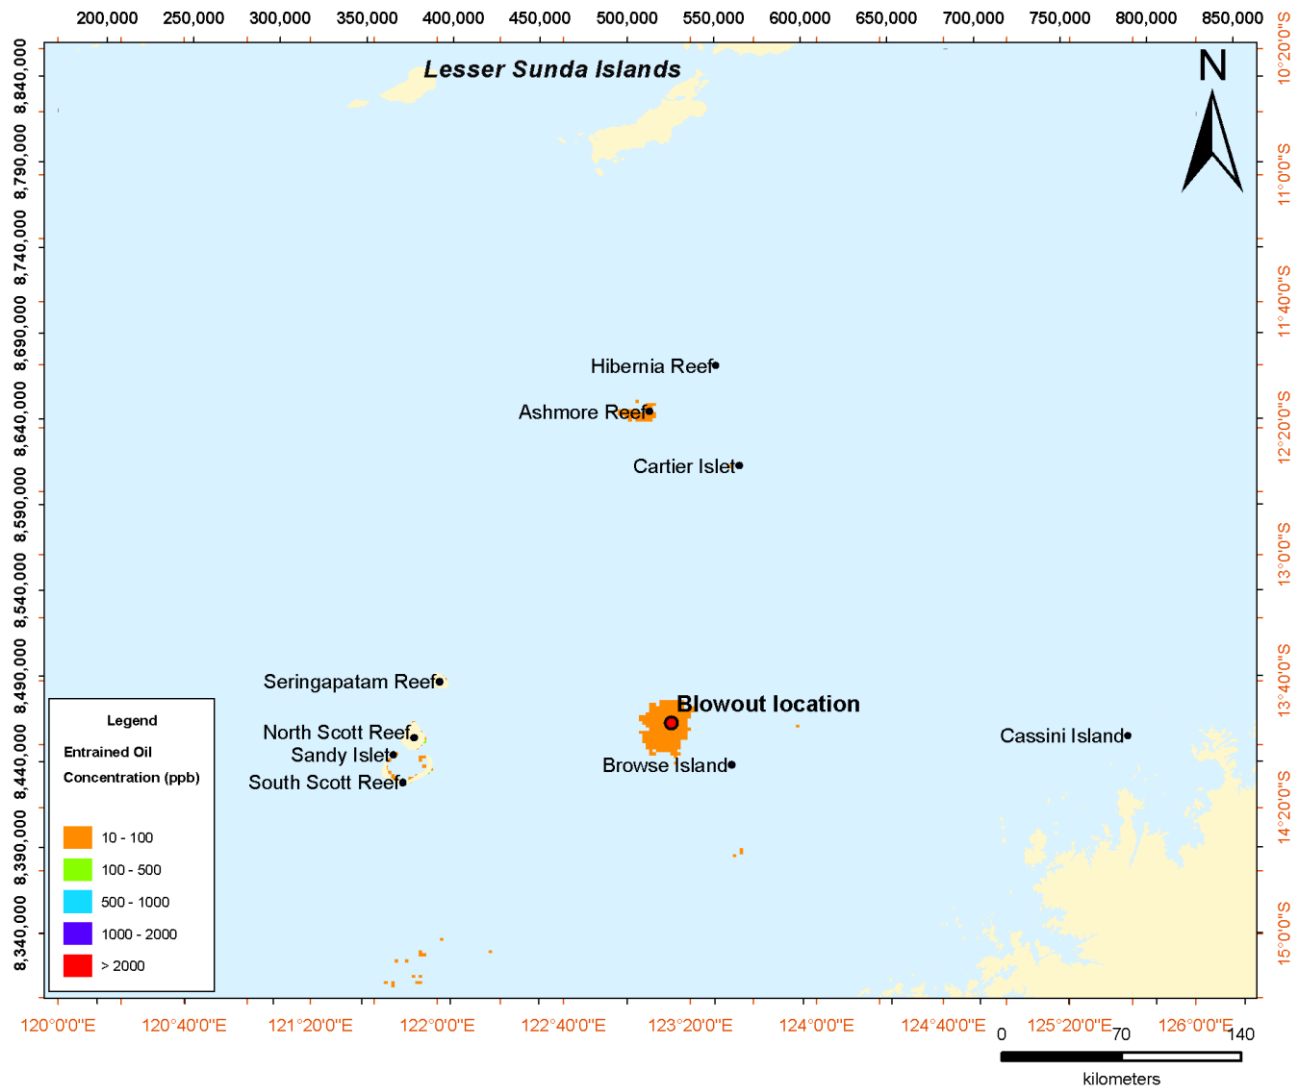 200,000 250,000 300,000 350,000 400,000 450,000 500,000 550,000 600,000 650,000 700,000 750,000 800,000 850,000
8,840,000
8,790,000
8,740,000
8,690,000
8,640,000
8,590,000
8,540,000
8,490,000
8,440,000
8,390,000
8,340,000
10°20'0"S
11°0'0"S
11°40'0"S
12°20'0"S
13°0'0"S
13°40'0"S
14°20'0"S
15°0'0"S
Lesser Sunda Islands
N
Hibernia Reef
Ashmore Reef
Cartier Islet
Seringapatam Reef
Blowout location
North Scott Reef
Cassini Island
Sandy Islet
Browse Island
South Scott Reef
Legend
Entrained Oil
Concentration (ppb)
10 - 100
100 - 500
500 - 1000
1000 - 2000
> 2000
120°0'0"E 120°40'0"E 121°20'0"E 122°0'0"E 122°40'0"E 123°20'0"E 124°0'0"E 124°40'0"E 125°20'0"E 126°0'0"E
0 70 140
kilometers